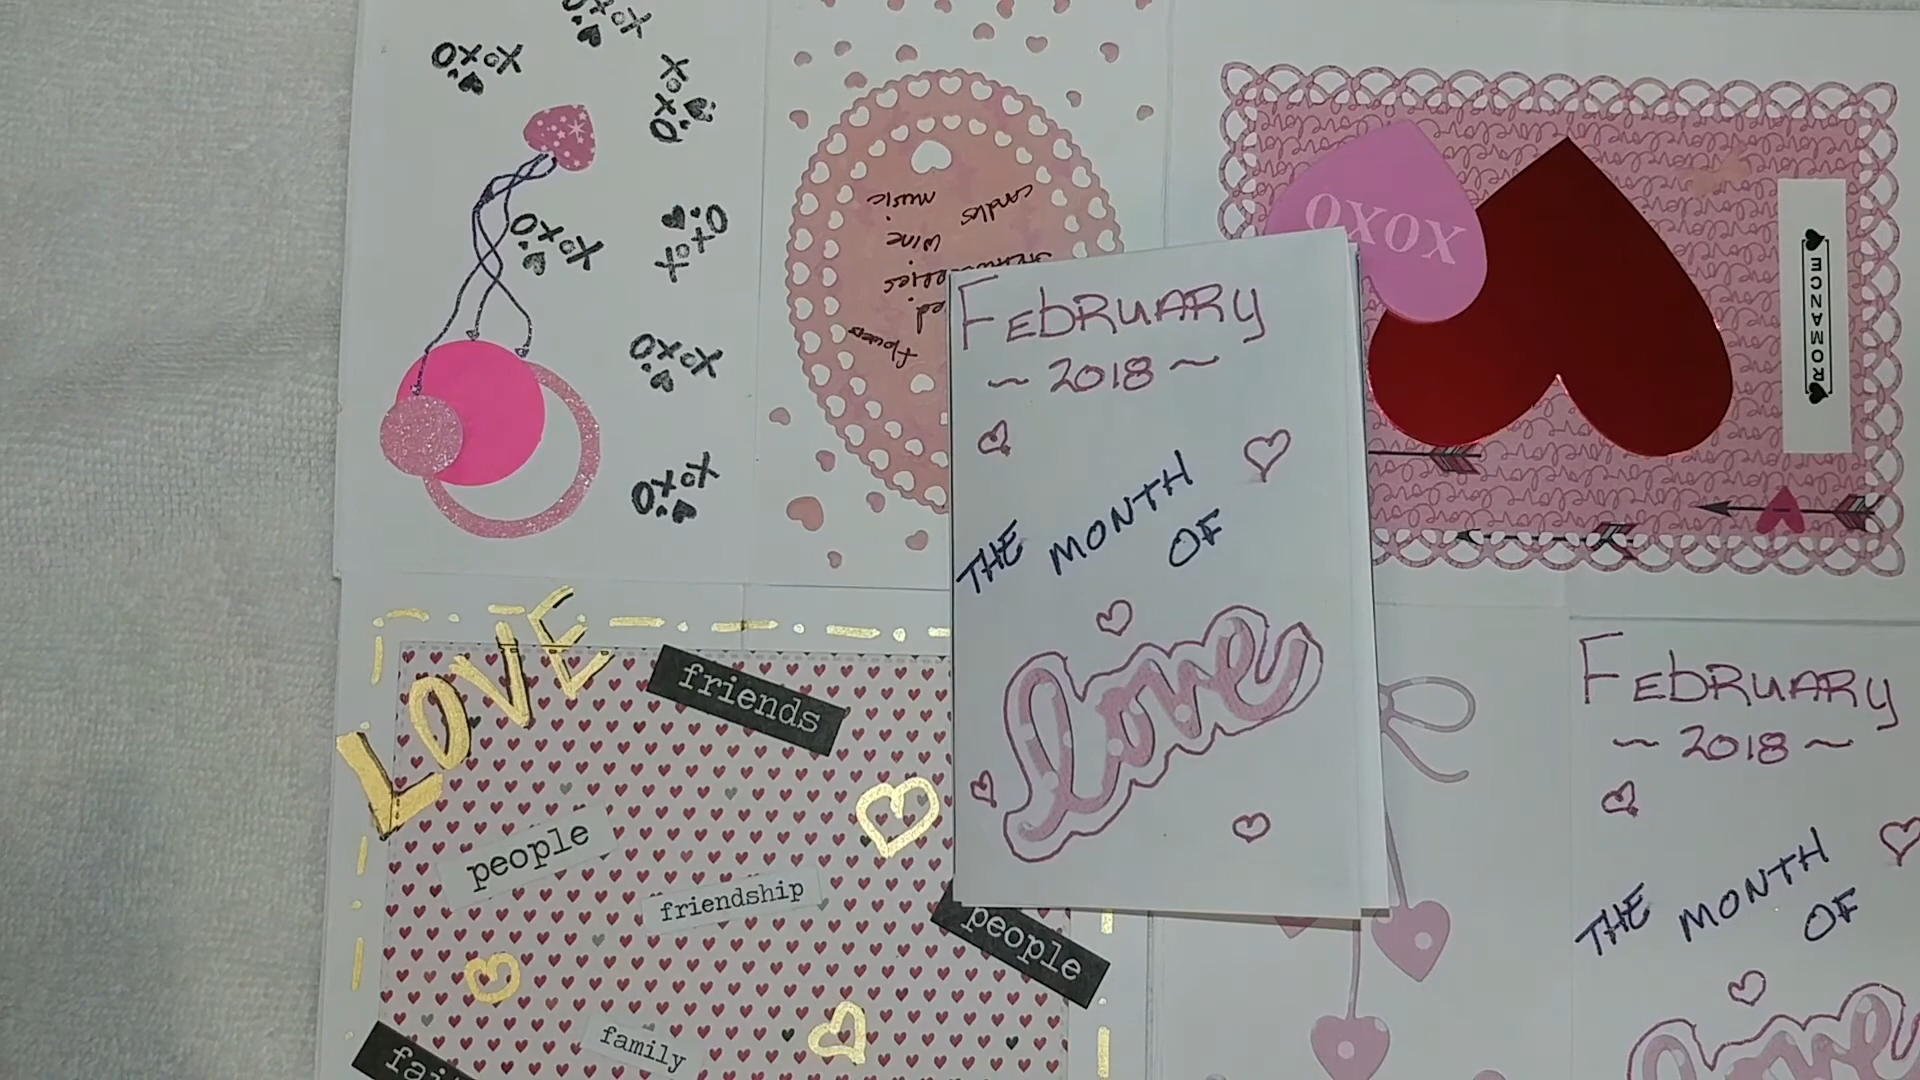 XOXO
XOXO
XOXO
XOXO
XOXO
XOXO
XOXO
candles
music
wine
flowers
XOXO
ROMANCE
FEbRUARY
~ 2018 ~
THE MONTH
OF
love
LOVE
friends
people
friendship
people
family
FEbRUARY
~ 2018 ~
THE MONTH
OF
love